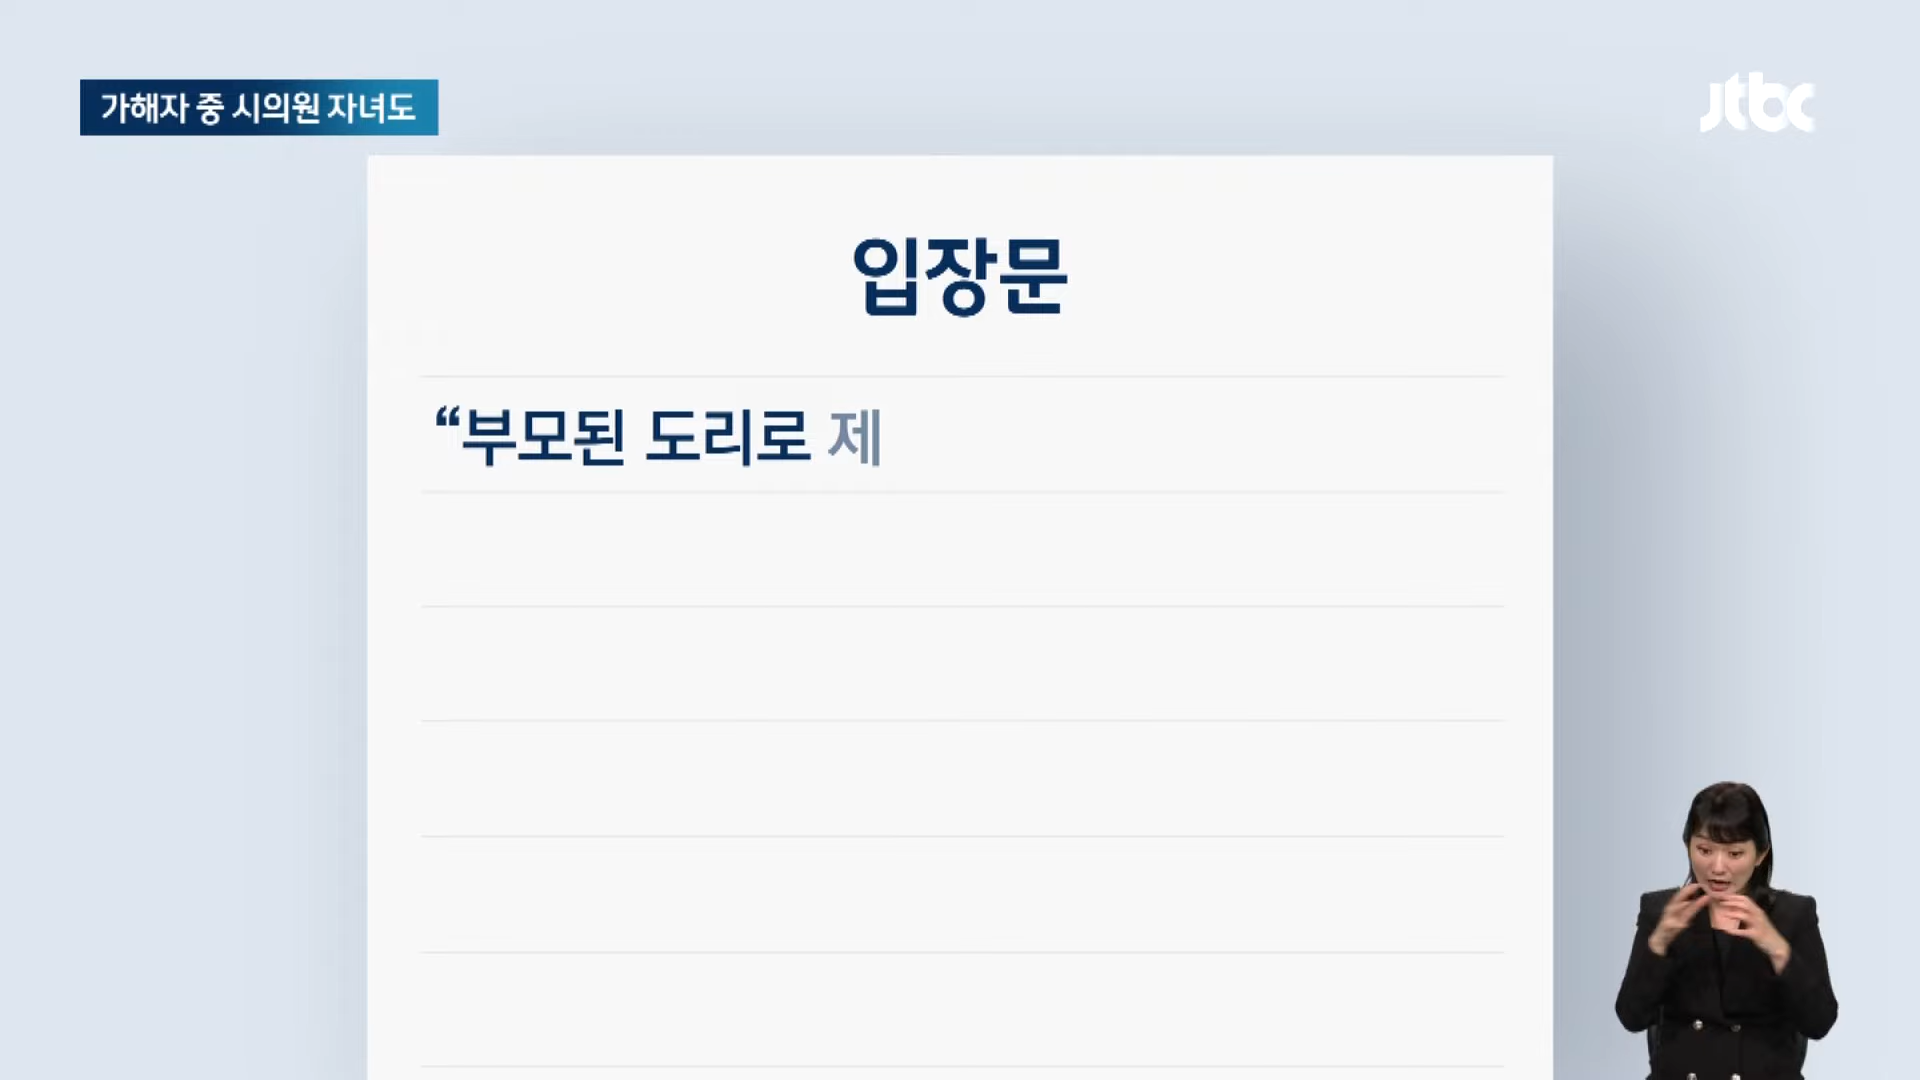 가해자 중 시의원 자녀도
jtbc
입장문
“부모된 도리로 제